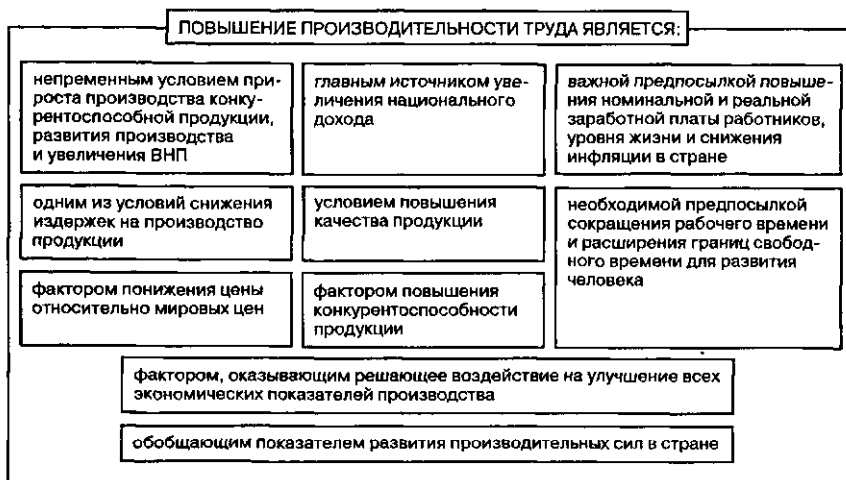 ПОВЫШЕНИЕ ПРОИЗВОДИТЕЛЬНОСТИ ТРУДА ЯВЛЯЕТСЯ:
непременным условием при-
роста производства конку-
рентоспособной продукции,
развития производства
и увеличения ВНП
главным источником уве-
личения национального
дохода
важной предпосылкой повыше-
ния номинальной и реальной
заработной платы работников,
уровня жизни и снижения
инфляции в стране
одним из условий снижения
издержек на производство
продукции
условием повышения
качества продукции
необходимой предпосылкой
сокращения рабочего времени
и расширения границ свобод-
ного времени для развития
человека
фактором понижения цены
относительно мировых цен
фактором повышения
конкурентоспособности
продукции
фактором, оказывающим решающее воздействие на улучшение всех
экономических показателей производства
обобщающим показателем развития производительных сил в стране